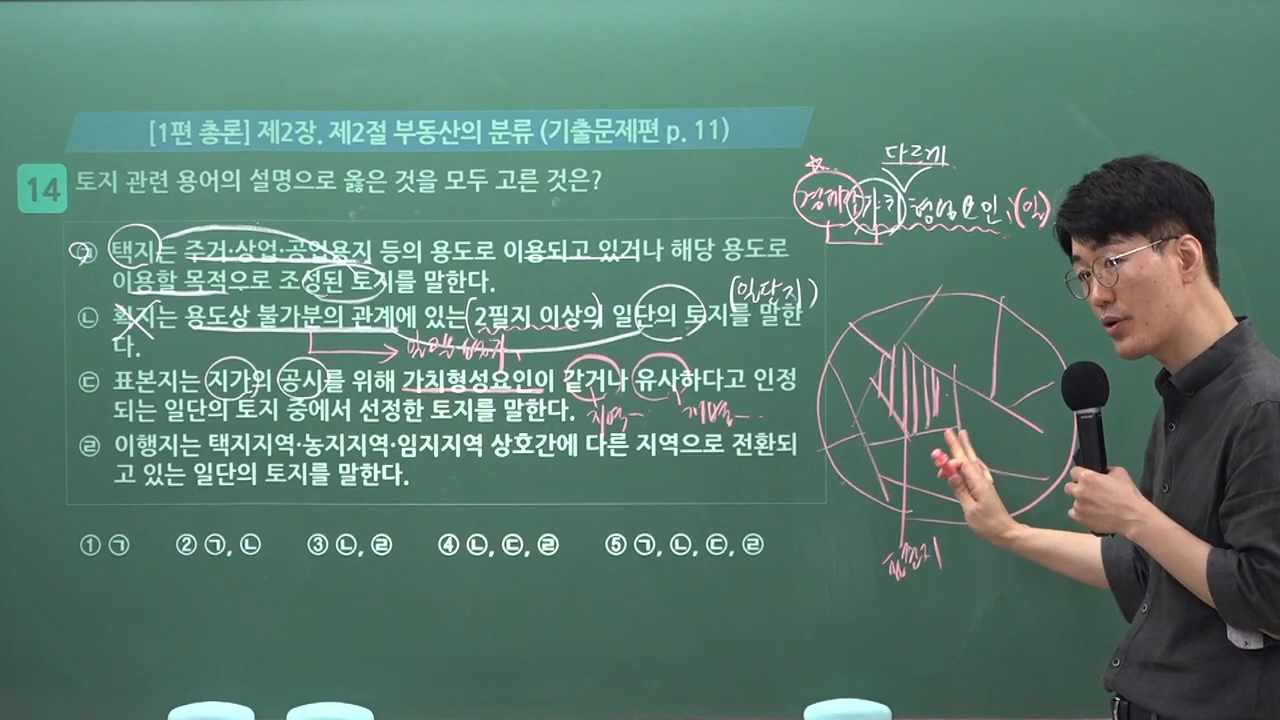 [1편 총론] 제2장. 제2절 부동산의 분류 (기출문제편 p. 11)
14 토지 관련 용어의 설명으로 옳은 것을 모두 고른 것은?
㉠ 택지는 주거·상업·공업용지 등의 용도로 이용되고 있거나 해당 용도로
이용할 목적으로 조성된 토지를 말한다.
㉡ 획지는 용도상 불가분의 관계에 있는 2필지 이상의 일단의 토지를 말한
다.
(일단지)
㉢ 표본지는 지가의 공시를 위해 가치형성요인이 같거나 유사하다고 인정
되는 일단의 토지 중에서 선정한 토지를 말한다.
지역 개별
㉣ 이행지는 택지지역·농지지역·임지지역 상호간에 다른 지역으로 전환되
고 있는 일단의 토지를 말한다.
① ㉠ ② ㉠, ㉡ ③ ㉡, ㉣ ④ ㉡, ㉢, ㉣ ⑤ ㉠, ㉡, ㉢, ㉣
다르게
가치 형성요인
표준지